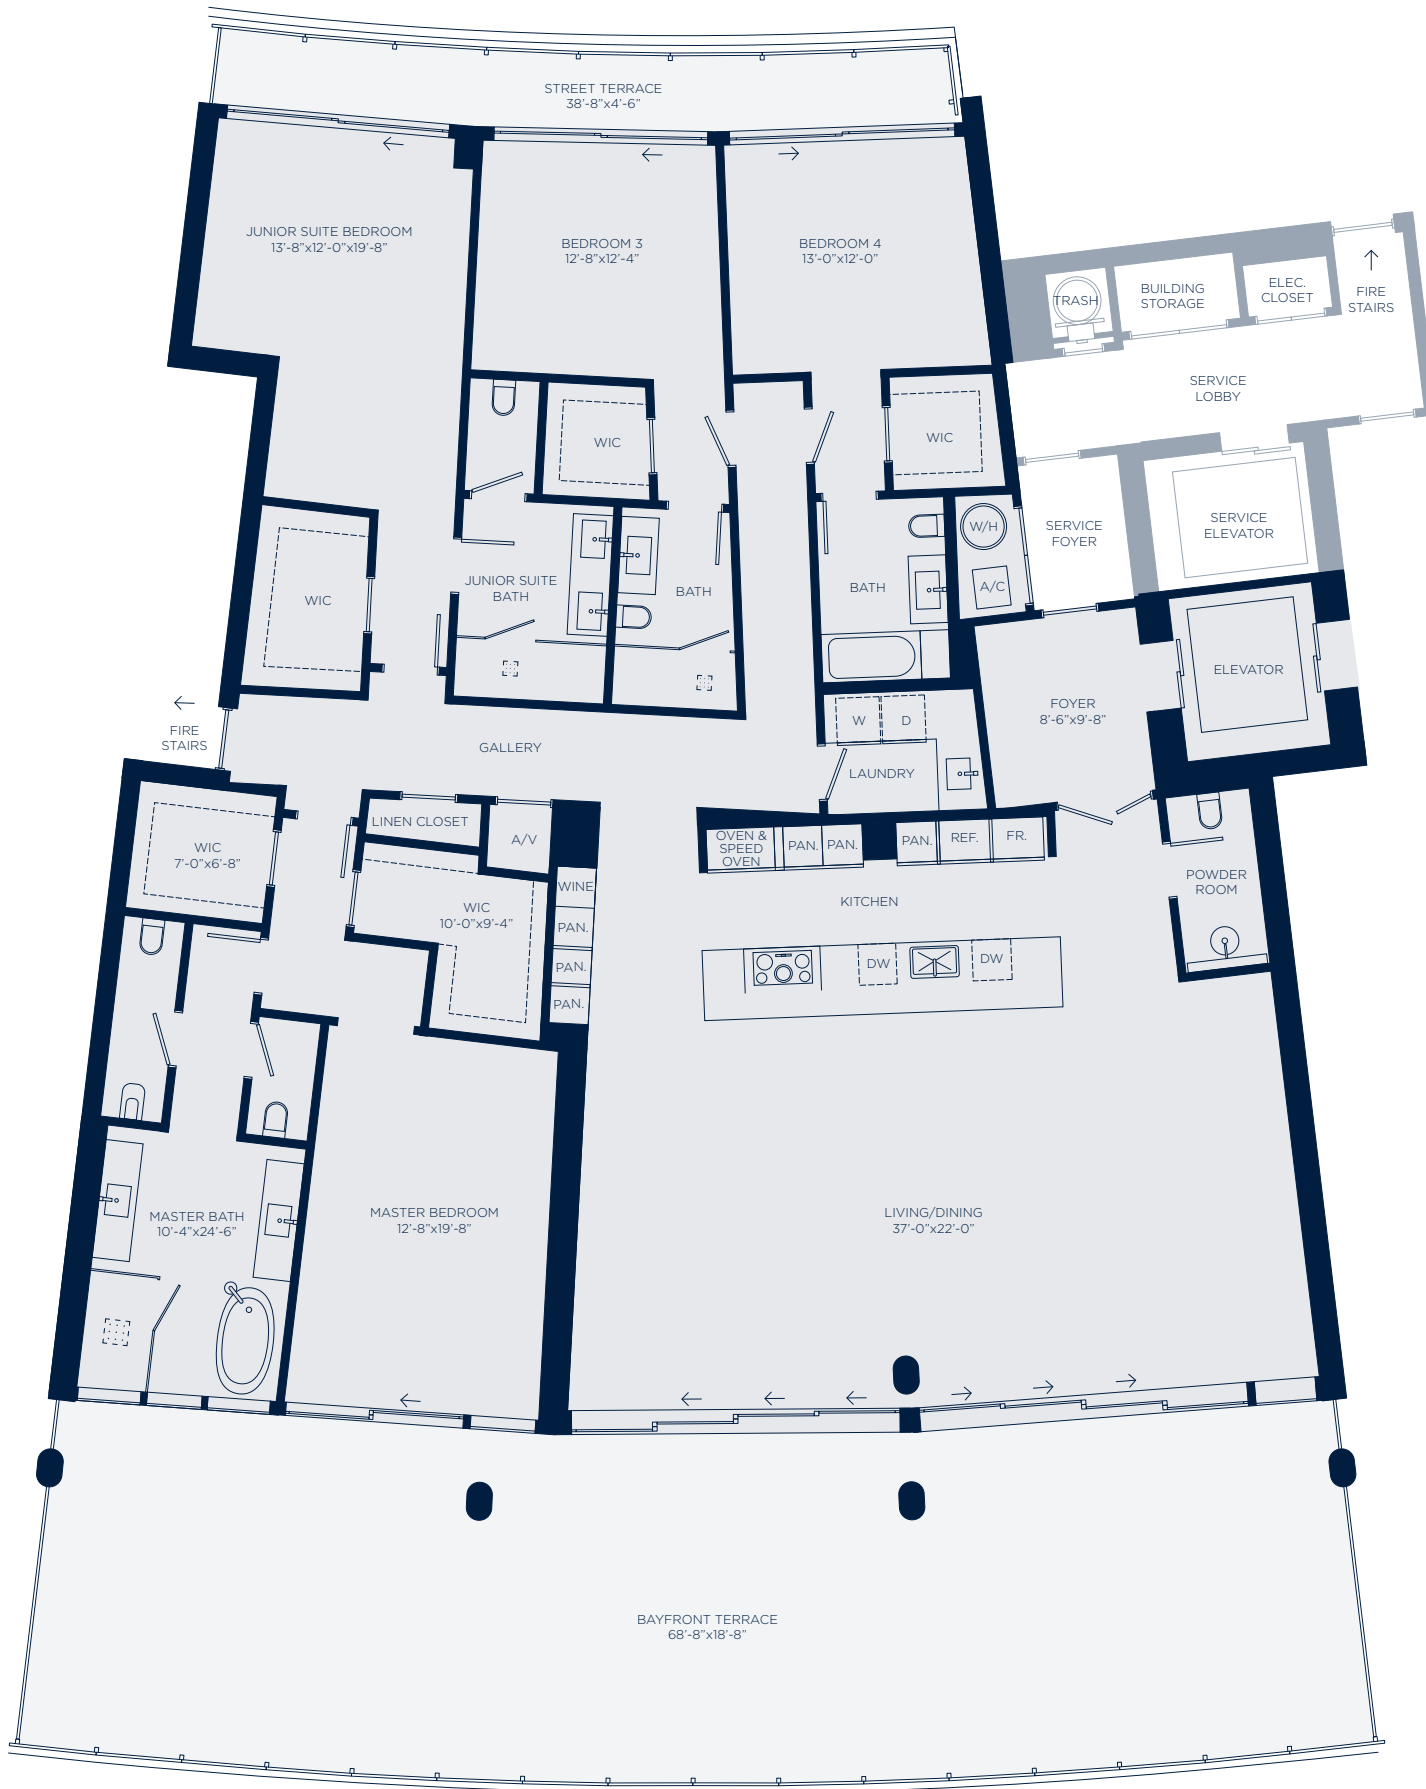 STREET TERRACE
38'-8"x4'-6"
JUNIOR SUITE BEDROOM
13'-8"x12'-0"x19'-8"
BEDROOM 3
12'-8"x12'-4"
BEDROOM 4
13'-0"x12'-0"
TRASH
BUILDING
STORAGE
ELEC.
CLOSET
FIRE
STAIRS
SERVICE
LOBBY
WIC
WIC
WIC
JUNIOR SUITE
BATH
BATH
BATH
W/H
A/C
SERVICE
FOYER
SERVICE
ELEVATOR
ELEVATOR
FOYER
8'-6"x9'-8"
FIRE
STAIRS
GALLERY
W
D
LAUNDRY
LINEN CLOSET
A/V
WIC
7'-0"x6'-8"
WIC
10'-0"x9'-4"
WINE
PAN.
PAN.
PAN.
OVEN &
SPEED
OVEN
PAN.
PAN.
PAN.
REF.
FR.
KITCHEN
DW
DW
POWDER
ROOM
MASTER BATH
10'-4"x24'-6"
MASTER BEDROOM
12'-8"x19'-8"
LIVING/DINING
37'-0"x22'-0"
BAYFRONT TERRACE
68'-8"x18'-8"